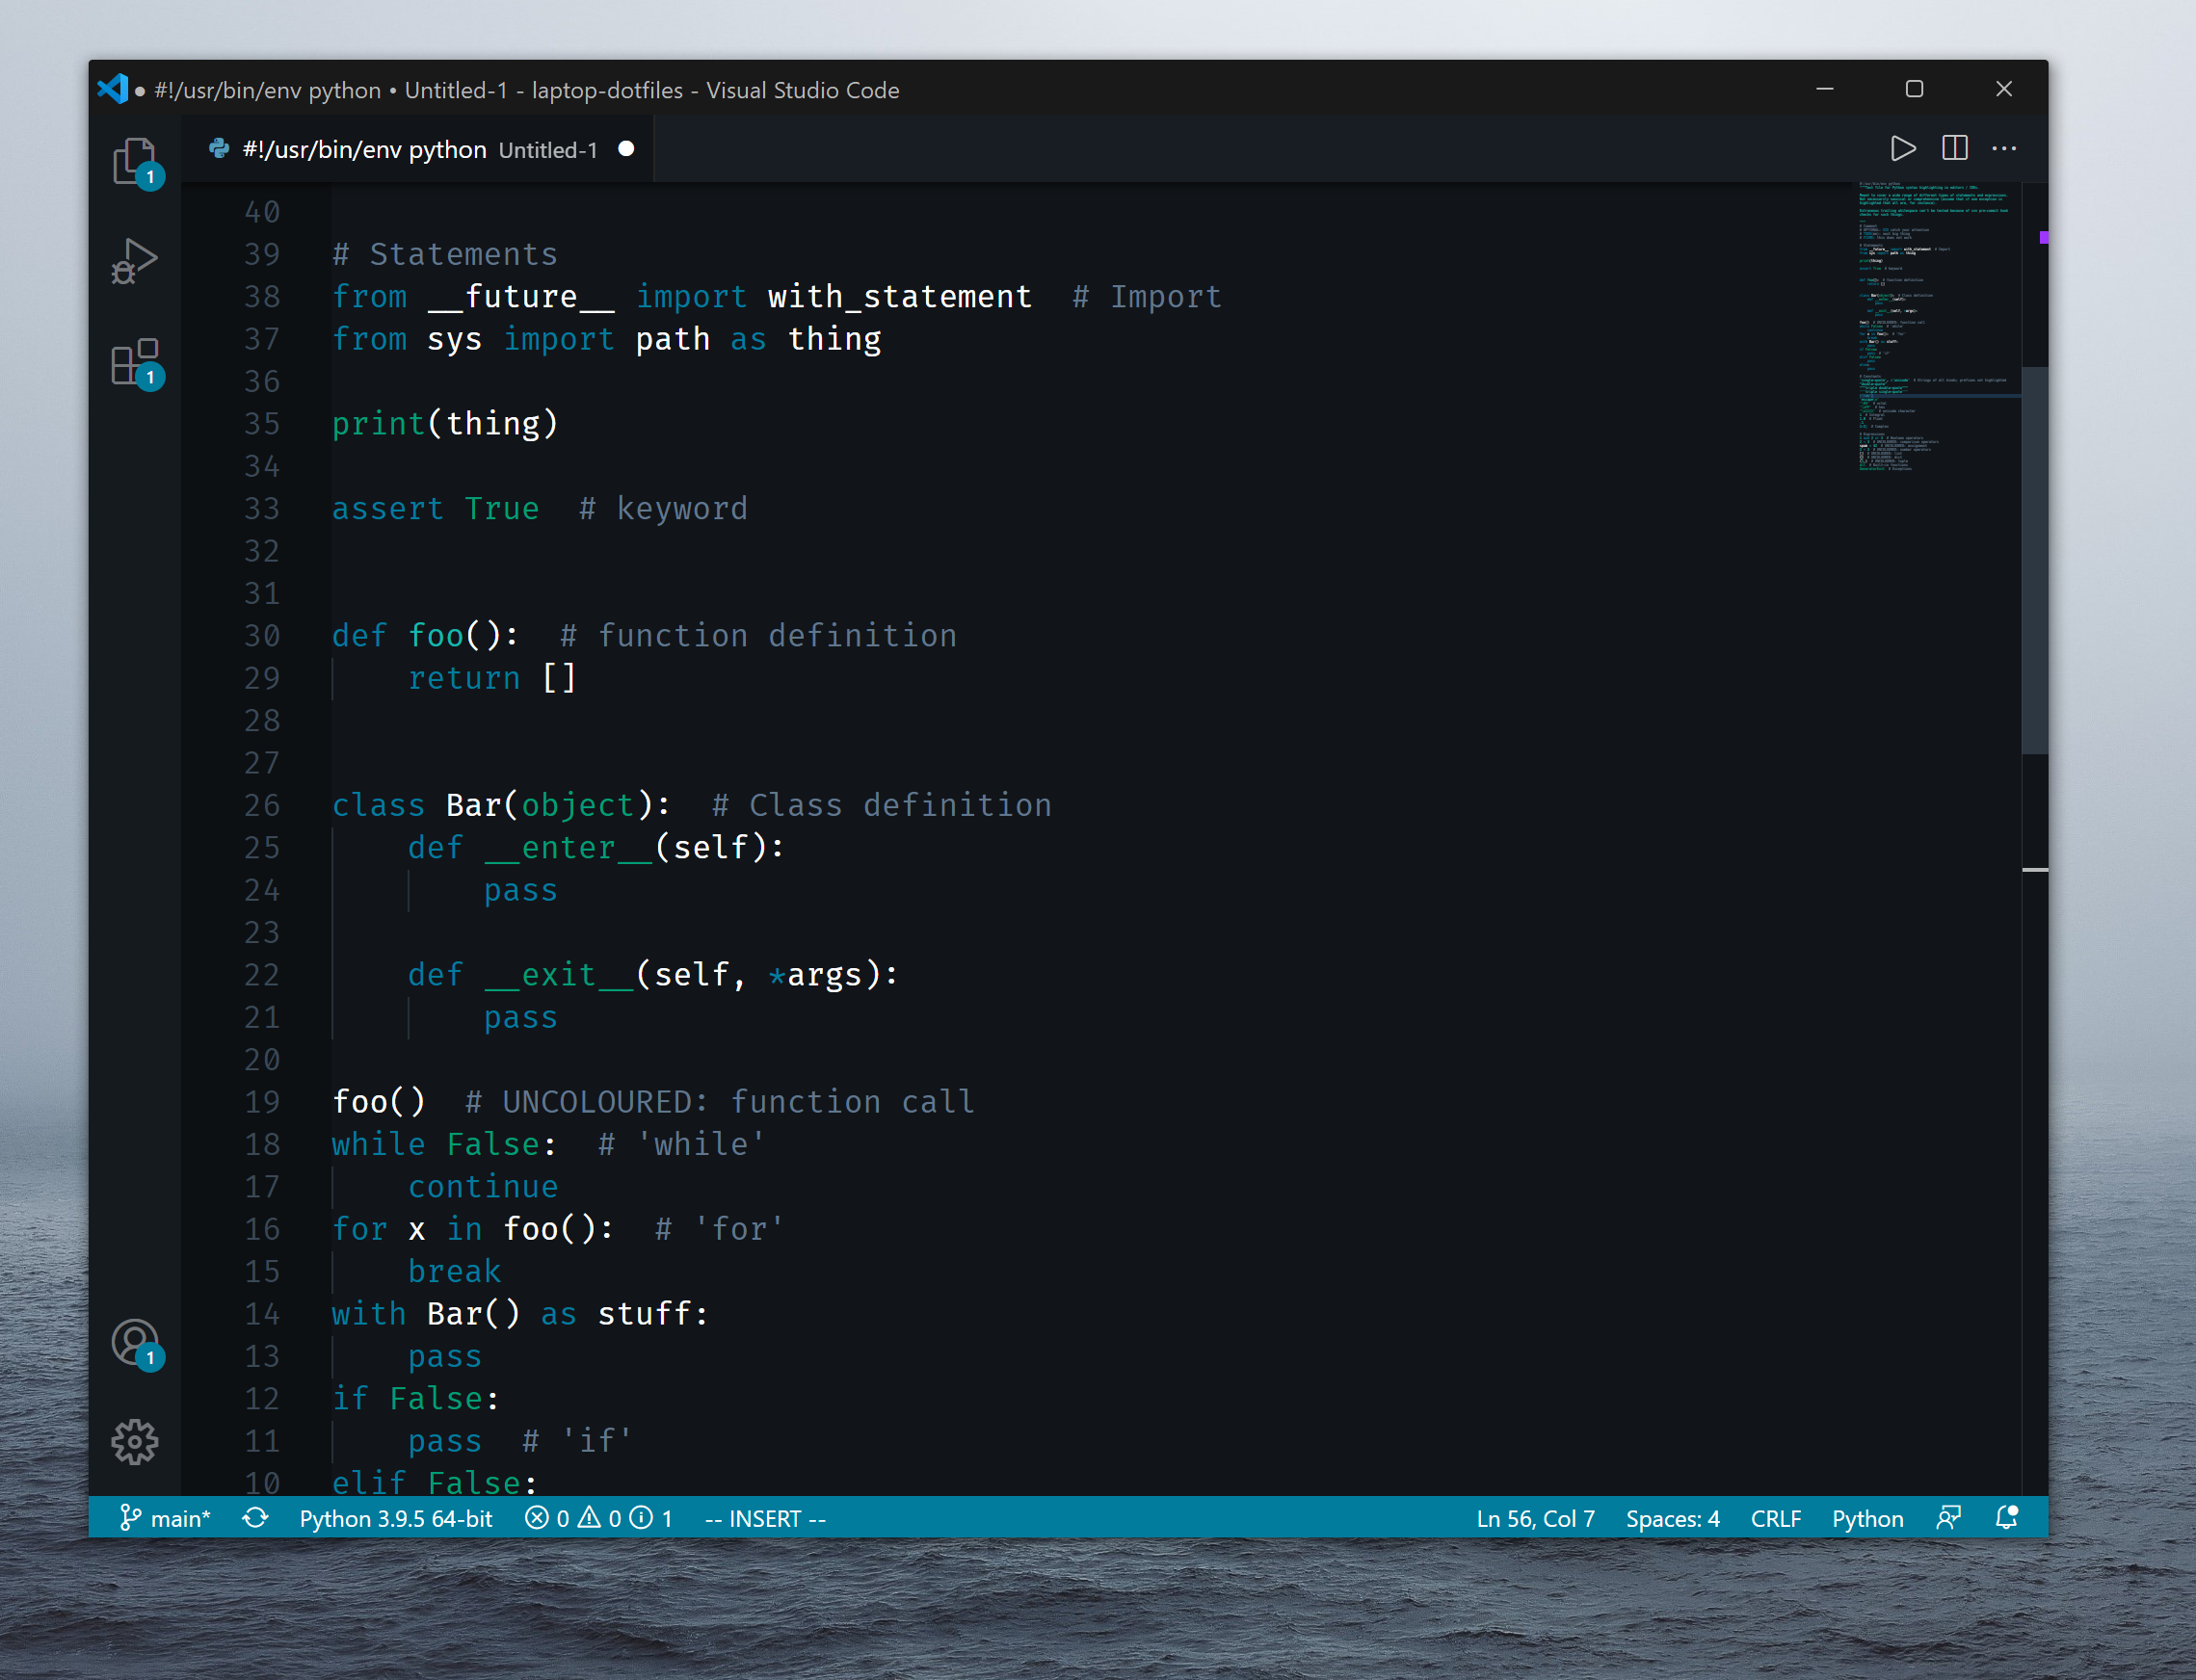 #!/usr/bin/env python • Untitled-1 - laptop-dotfiles - Visual Studio Code
#!/usr/bin/env python Untitled-1
1
1
40
39 # Statements
38 from __future__ import with_statement  # Import
37 from sys import path as thing
36
35 print(thing)
34
33 assert True  # keyword
32
31
30 def foo():  # function definition
29     return []
28
27
26 class Bar(object):  # Class definition
25     def __enter__(self):
24         pass
23
22     def __exit__(self, *args):
21         pass
20
19 foo()  # UNCOLOURED: function call
18 while False:  # 'while'
17     continue
16 for x in foo():  # 'for'
15     break
14 with Bar() as stuff:
13     pass
12 if False:
11     pass  # 'if'
10 elif False:
1
main* Python 3.9.5 64-bit 0 0 1 -- INSERT -- Ln 56, Col 7 Spaces: 4 CRLF Python